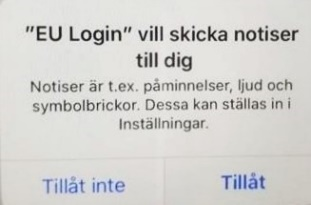 ”EU Login” vill skicka notiser
till dig
Notiser är t.ex. påminnelser, ljud och
symbolbrickor. Dessa kan ställas in i
Inställningar.
Tillåt inte
Tillåt